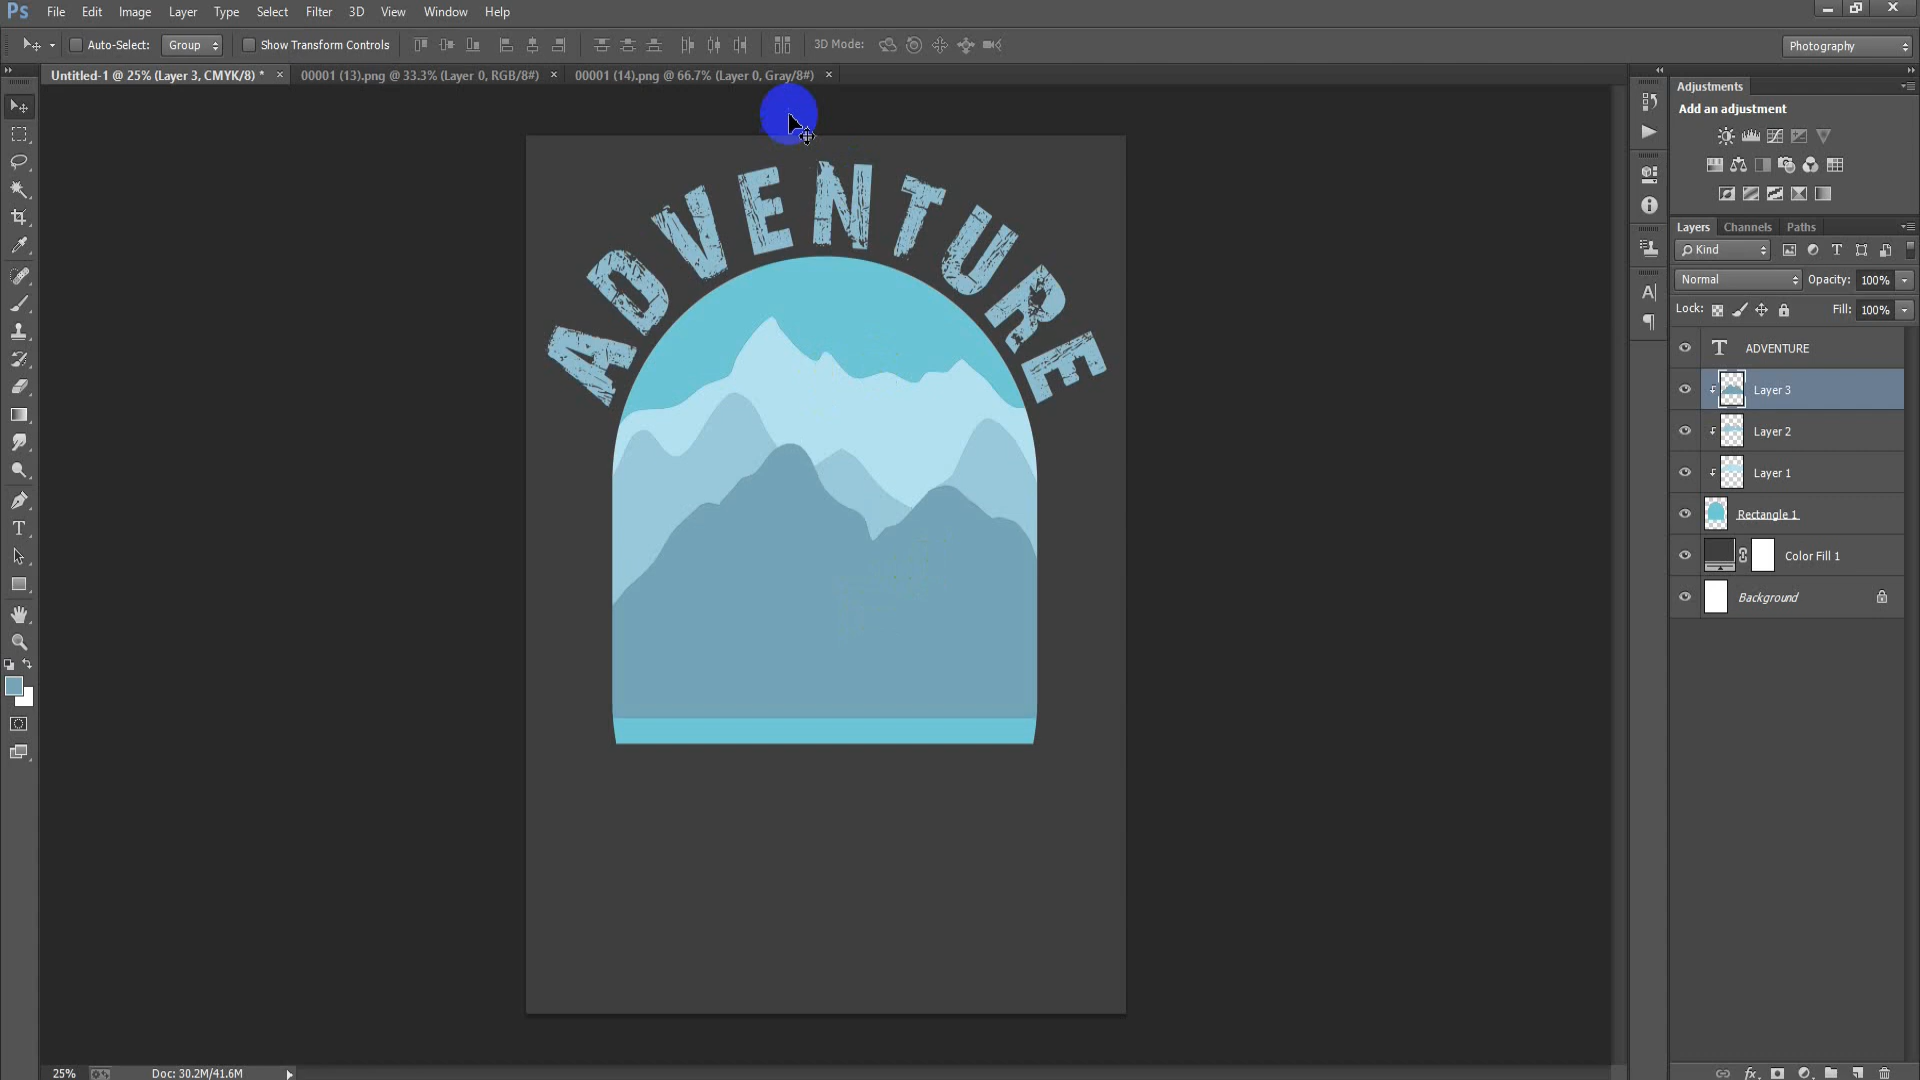 Ps File Edit Image Layer Type Select Filter 3D View Window Help
Auto-Select: Group Show Transform Controls 3D Mode: Photography
Untitled-1 @ 25% (Layer 3, CMYK/8) * × 00001 (13).png @ 33.3% (Layer 0, RGB/8#) × 00001 (14).png @ 66.7% (Layer 0, Gray/8#) ×
Adjustments
Add an adjustment
ADVENTURE
Layers Channels Paths
Kind
Normal Opacity: 100%
Lock: Fill: 100%
ADVENTURE
Layer 3
Layer 2
Layer 1
Rectangle 1
Color Fill 1
Background
25% Doc: 30.2M/41.6M